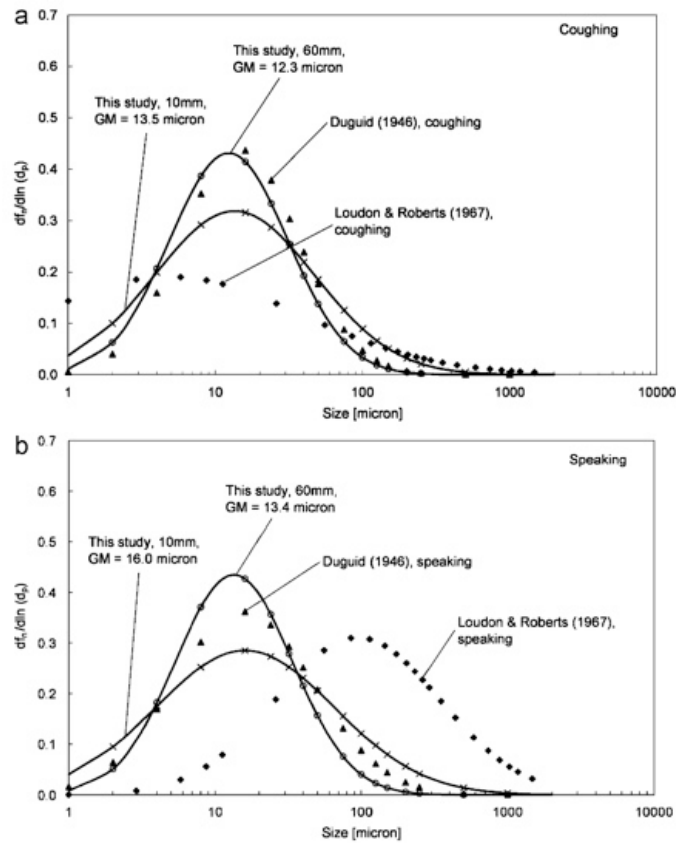 a
0.7
0.6
0.5
0.4
0.3
0.2
0.1
0.0
df_n/dln (d_p)
Coughing
This study, 60mm,
GM = 12.3 micron
This study, 10mm,
GM = 13.5 micron
Duguid (1946), coughing
Loudon & Roberts (1967),
coughing
1 10 100 1000 10000
Size [micron]
b
0.7
0.6
0.5
0.4
0.3
0.2
0.1
0.0
df_n/dln (d_p)
Speaking
This study, 60mm,
GM = 13.4 micron
This study, 10mm,
GM = 16.0 micron
Duguid (1946), speaking
Loudon & Roberts (1967),
speaking
1 10 100 1000 10000
Size [micron]